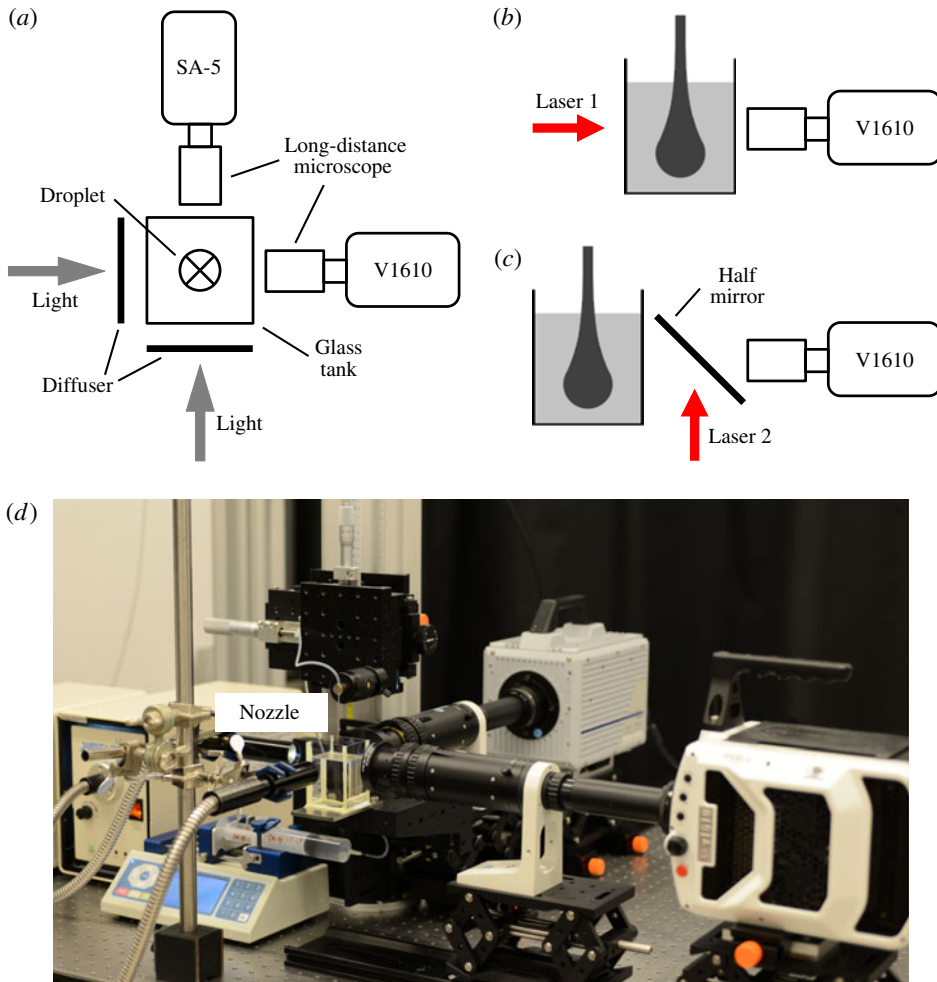 (a)
SA-5
Long-distance
microscope
Droplet
V1610
Light
Glass
tank
Diffuser
Light
(b)
Laser 1
V1610
(c)
Half
mirror
V1610
Laser 2
(d)
Nozzle